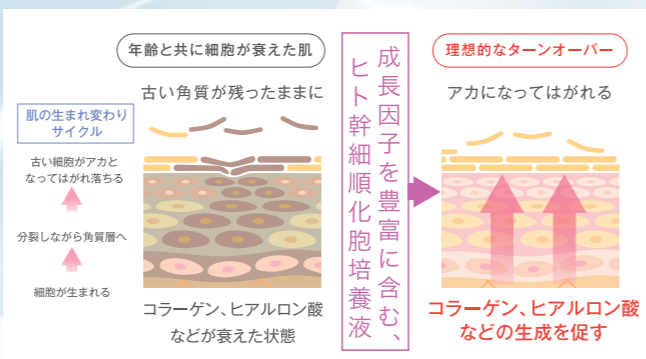 年齢と共に細胞が衰えた肌
古い角質が残ったままに
肌の生まれ変わり
サイクル
古い細胞がアカと
なってはがれ落ちる
分裂しながら角質層へ
細胞が生まれる
コラーゲン、ヒアルロン酸
などが衰えた状態
成長因子を豊富に含む、
ヒト幹細順化胞培養液
理想的なターンオーバー
アカになってはがれる
コラーゲン、ヒアルロン酸
などの生成を促す